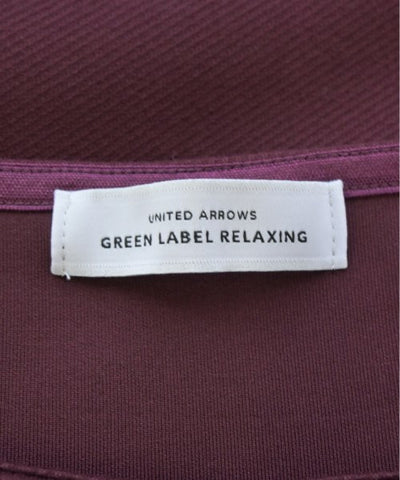 UNITED ARROWS
GREEN LABEL RELAXING